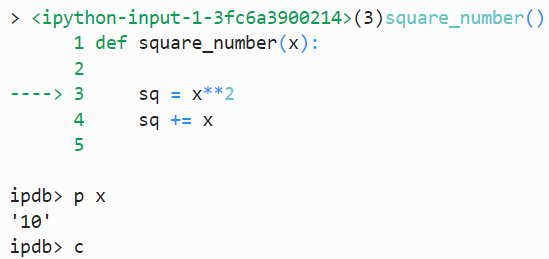 > <ipython-input-1-3fc6a3900214>(3)square_number()
      1 def square_number(x):
      2
----> 3     sq = x**2
      4     sq += x
      5
ipdb> p x
'10'
ipdb> c